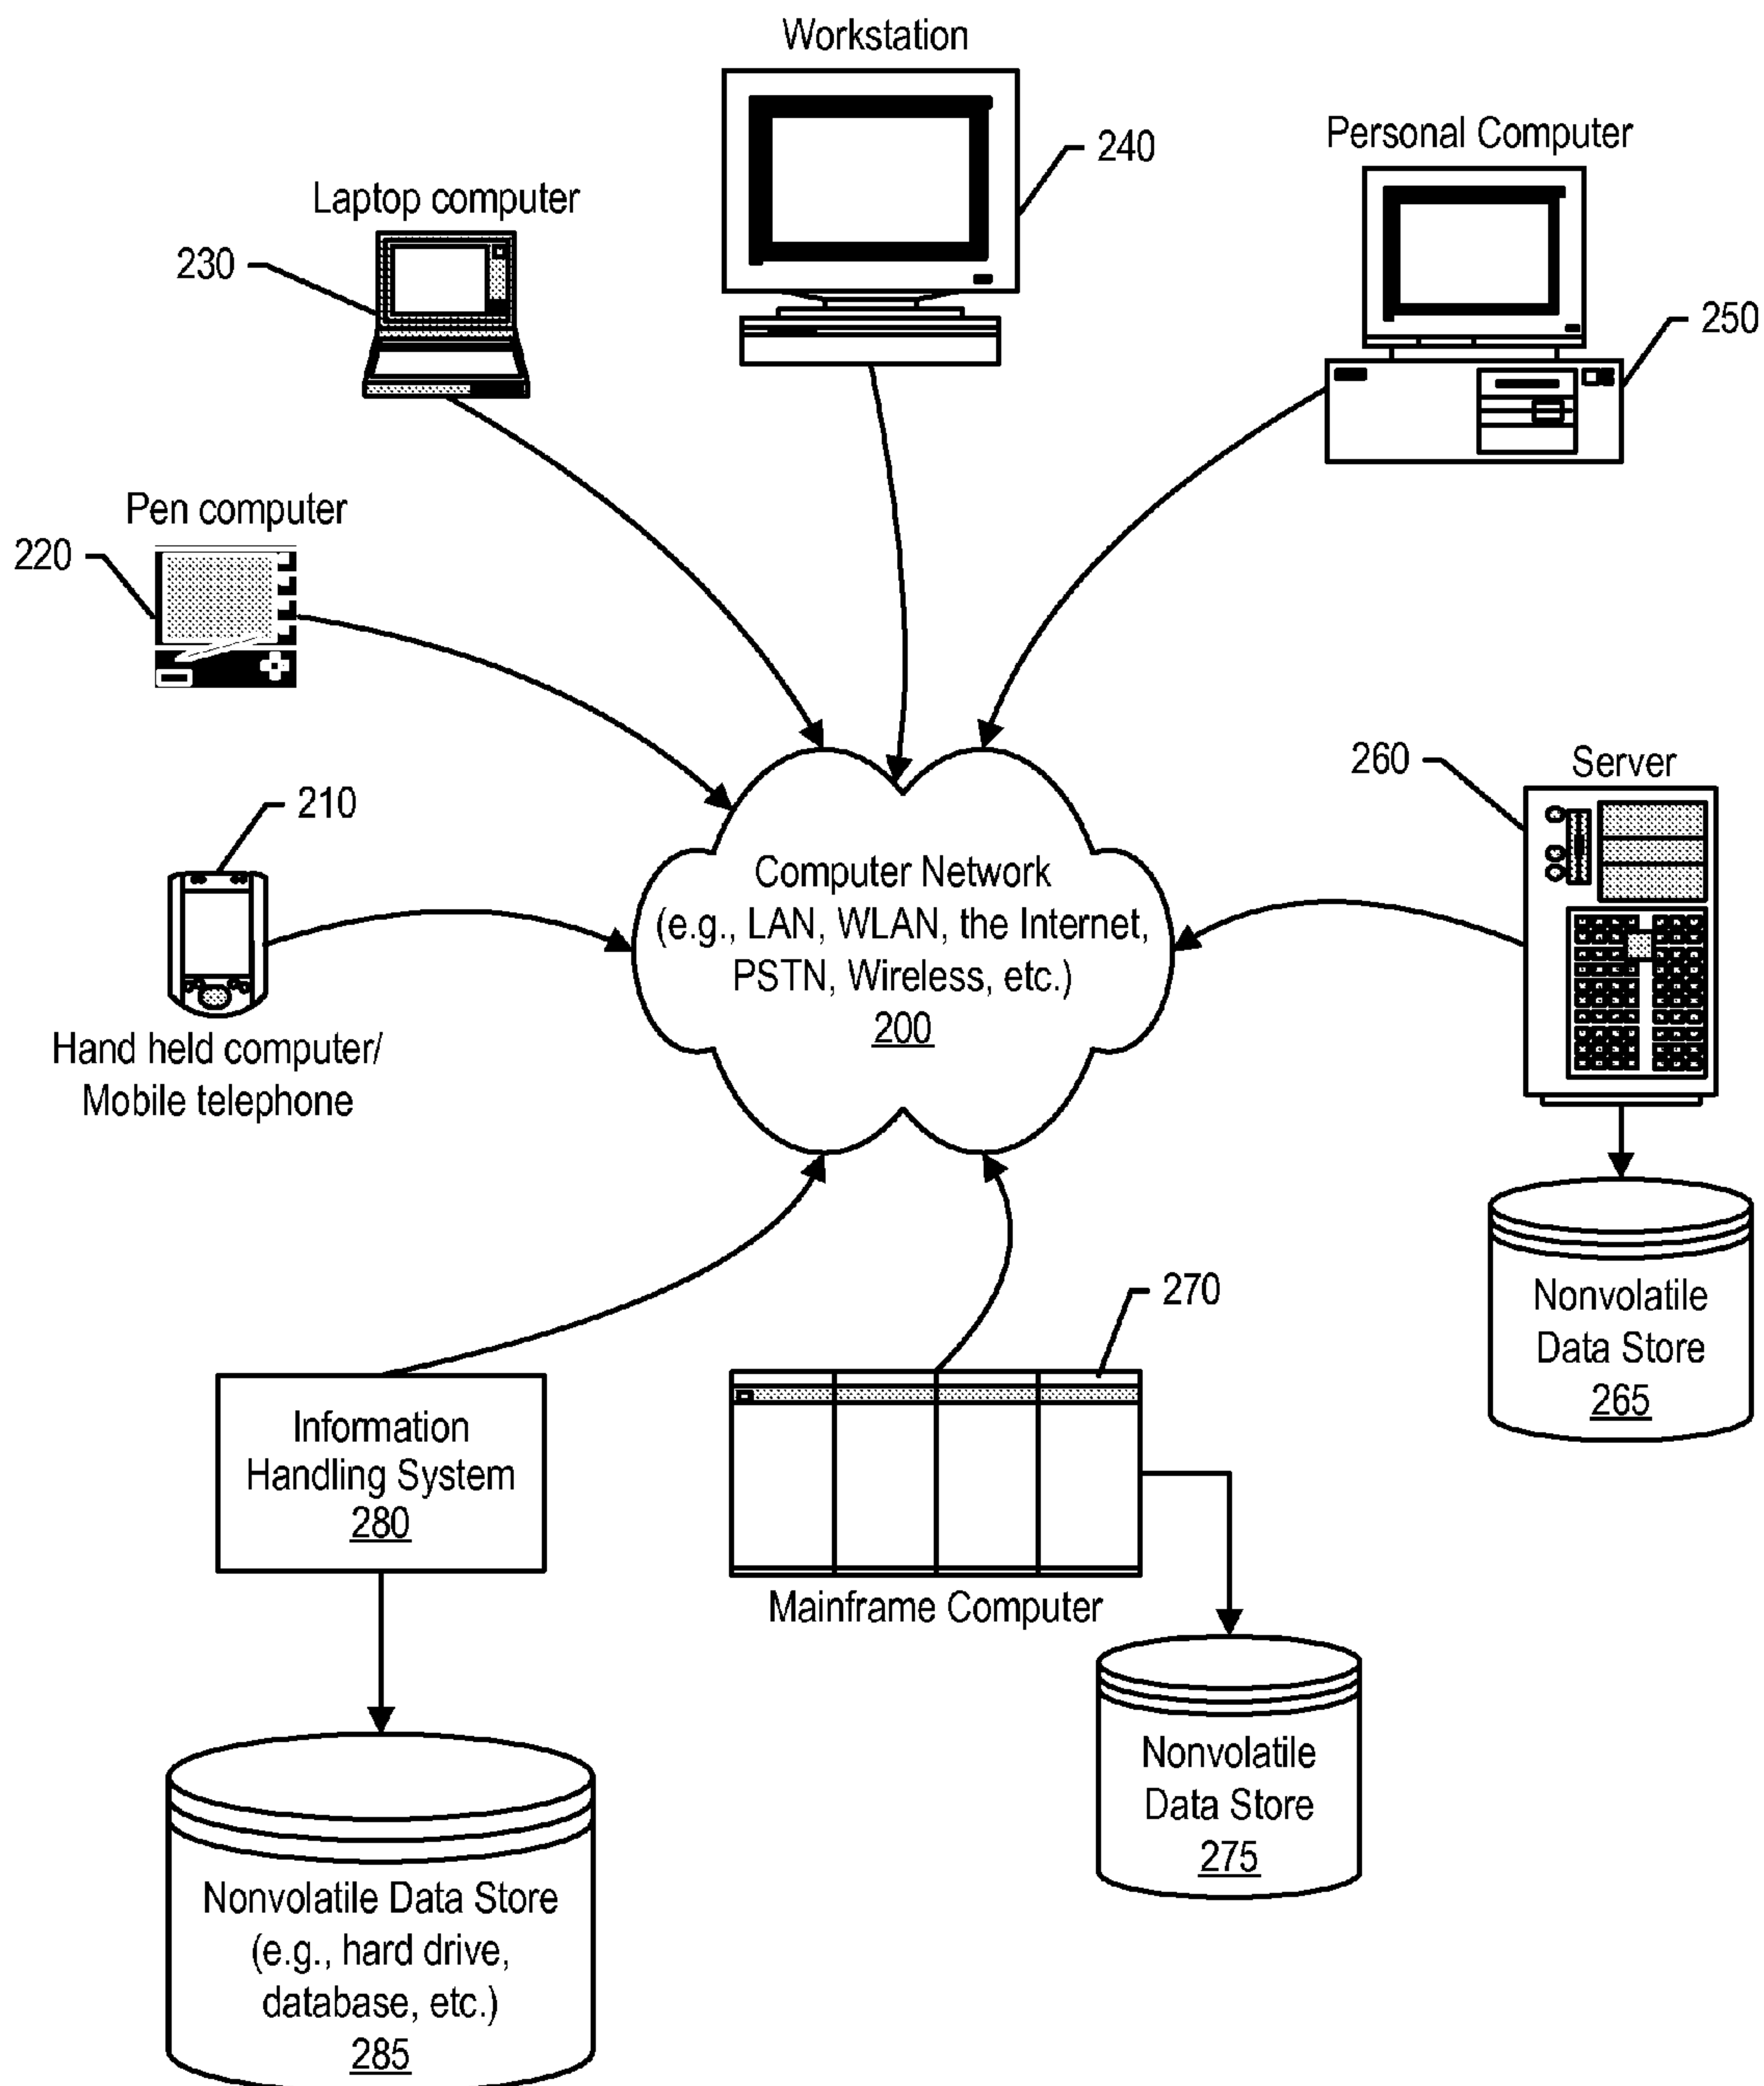 Workstation
240
Personal Computer
250
Laptop computer
230
Pen computer
220
260
Server
210
Hand held computer/
Mobile telephone
Computer Network
(e.g., LAN, WLAN, the Internet,
PSTN, Wireless, etc.)
200
Nonvolatile
Data Store
265
270
Mainframe Computer
Information
Handling System
280
Nonvolatile
Data Store
275
Nonvolatile Data Store
(e.g., hard drive,
database, etc.)
285